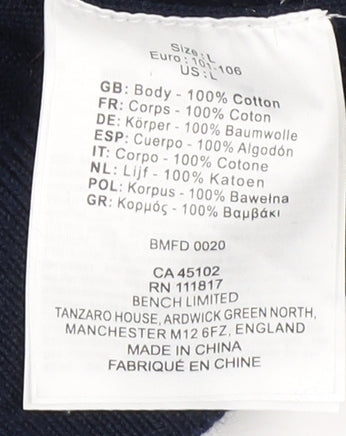 Size: L
Euro: 101-106
US: L
GB: Body - 100% Cotton
FR: Corps - 100% Coton
DE: Körper - 100% Baumwolle
ESP: Cuerpo - 100% Algodón
IT: Corpo - 100% Cotone
NL: Lijf - 100% Katoen
POL: Korpus - 100% Bawełna
GR: Κορμός - 100% Βαμβάκι
BMFD 0020
CA 45102
RN 111817
BENCH LIMITED
TANZARO HOUSE, ARDWICK GREEN NORTH,
MANCHESTER M12 6FZ, ENGLAND
MADE IN CHINA
FABRIQUÉ EN CHINE